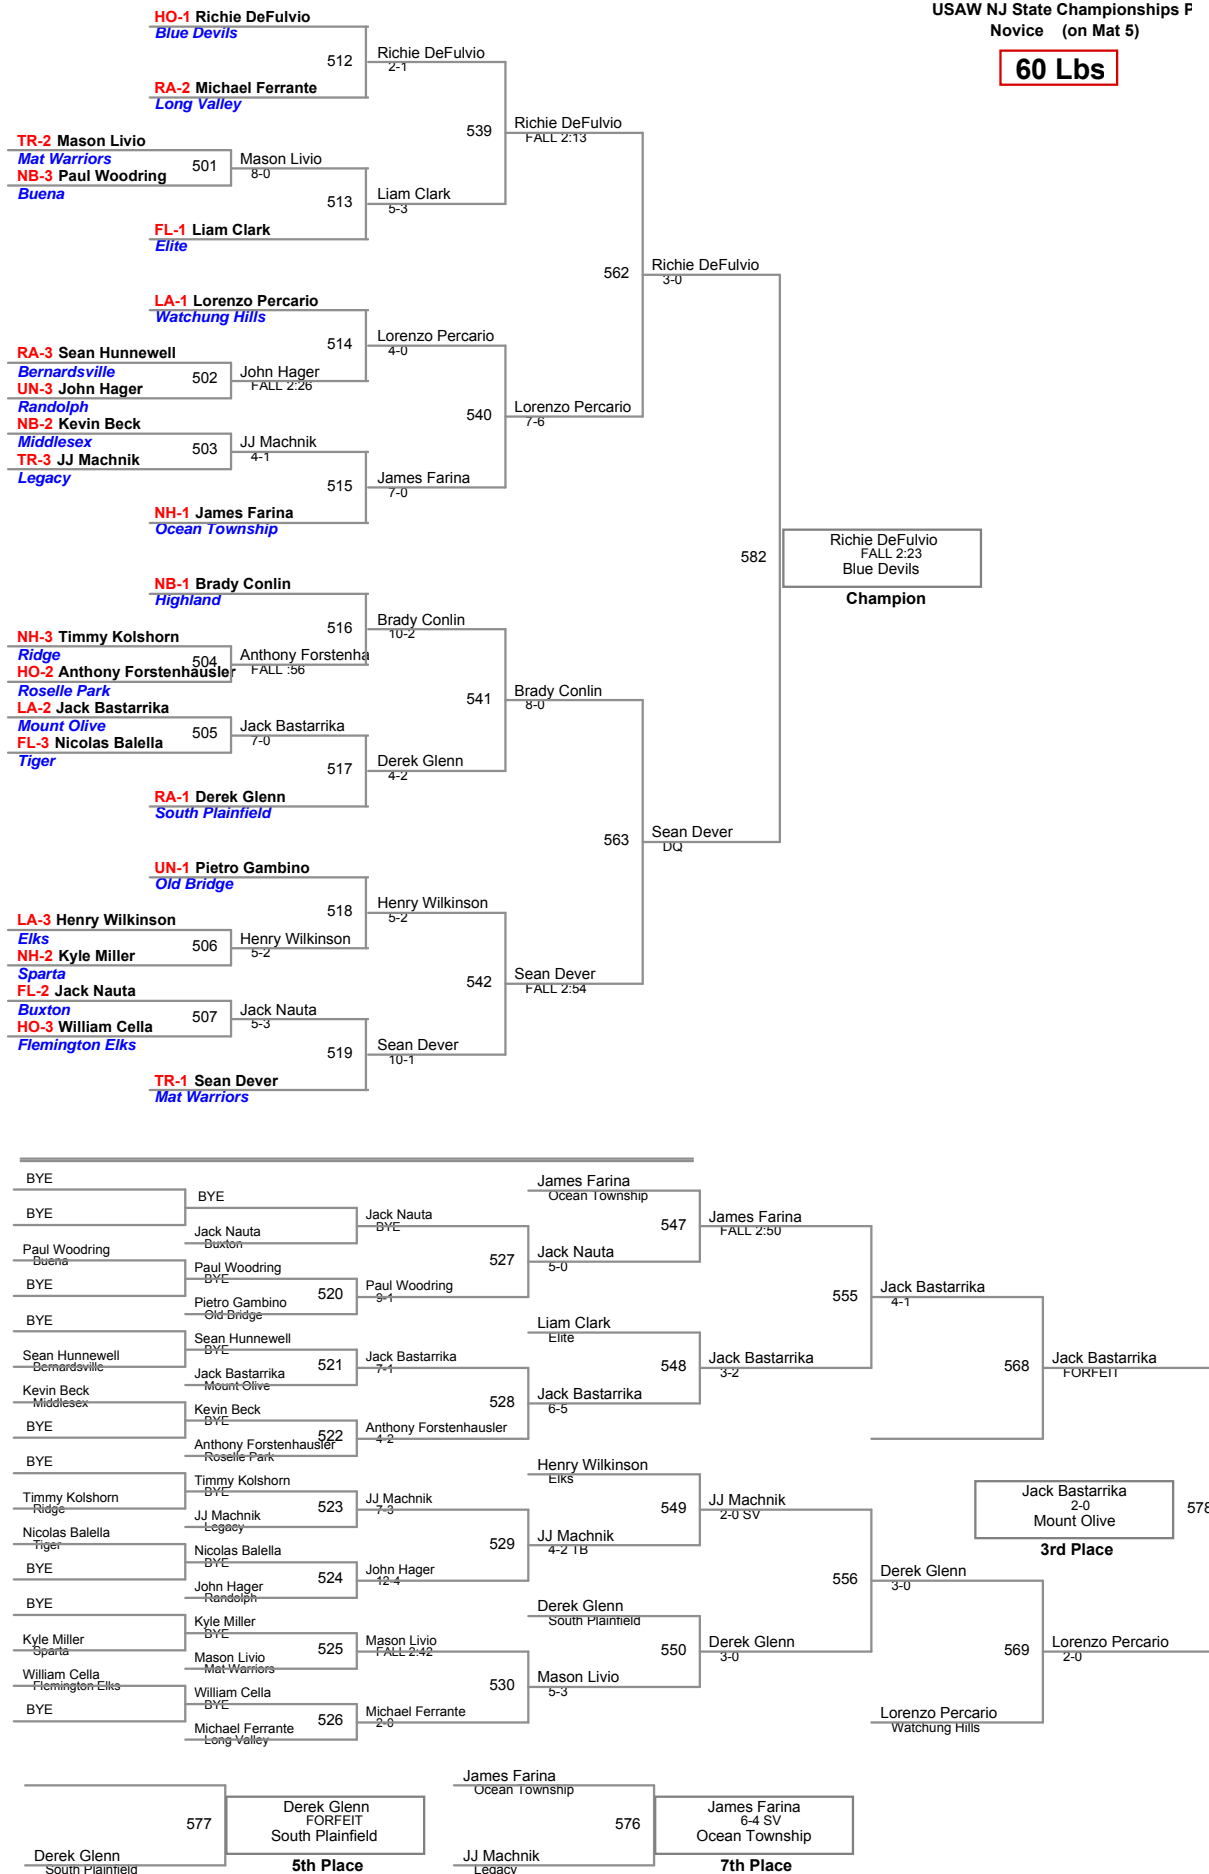 USAW NJ State Championships P
Novice (on Mat 5)
60 Lbs
HO-1 Richie DeFulvio
Blue Devils
512
Richie DeFulvio
2-1
RA-2 Michael Ferrante
Long Valley
539
Richie DeFulvio
FALL 2:13
TR-2 Mason Livio
Mat Warriors
501
Mason Livio
8-0
NB-3 Paul Woodring
Buena
513
Liam Clark
5-3
FL-1 Liam Clark
Elite
562
Richie DeFulvio
3-0
LA-1 Lorenzo Percario
Watchung Hills
514
Lorenzo Percario
4-0
RA-3 Sean Hunnewell
Bernardsville
502
John Hager
FALL 2:26
UN-3 John Hager
Randolph
540
Lorenzo Percario
7-6
NB-2 Kevin Beck
Middlesex
503
JJ Machnik
4-1
TR-3 JJ Machnik
Legacy
515
James Farina
7-0
NH-1 James Farina
Ocean Township
582
Richie DeFulvio
FALL 2:23
Blue Devils
Champion
NB-1 Brady Conlin
Highland
516
Brady Conlin
10-2
NH-3 Timmy Kolshorn
Ridge
504
Anthony Forstenha
FALL :56
HO-2 Anthony Forstenhausler
Roselle Park
541
Brady Conlin
8-0
LA-2 Jack Bastarrika
Mount Olive
505
Jack Bastarrika
7-0
FL-3 Nicolas Balella
Tiger
517
Derek Glenn
4-2
RA-1 Derek Glenn
South Plainfield
563
Sean Dever
DQ
UN-1 Pietro Gambino
Old Bridge
518
Henry Wilkinson
5-2
LA-3 Henry Wilkinson
Elks
506
Henry Wilkinson
5-2
NH-2 Kyle Miller
Sparta
542
Sean Dever
FALL 2:54
FL-2 Jack Nauta
Buxton
507
Jack Nauta
5-3
HO-3 William Cella
Flemington Elks
519
Sean Dever
10-1
TR-1 Sean Dever
Mat Warriors
BYE
BYE
BYE
Jack Nauta
Buxton
Jack Nauta
BYE
Paul Woodring
Buena
BYE
Paul Woodring
BYE
520
Pietro Gambino
Old Bridge
Paul Woodring
9-1
527
Jack Nauta
5-0
James Farina
Ocean Township
547
James Farina
FALL 2:50
BYE
Sean Hunnewell
Bernardsville
Sean Hunnewell
BYE
521
Jack Bastarrika
Mount Olive
Jack Bastarrika
7-1
Kevin Beck
Middlesex
BYE
Kevin Beck
BYE
522
Anthony Forstenhausler
Roselle Park
Anthony Forstenhausler
4-2
528
Jack Bastarrika
6-5
Liam Clark
Elite
548
Jack Bastarrika
3-2
555
Jack Bastarrika
4-1
568
Jack Bastarrika
FORFEIT
BYE
Timmy Kolshorn
Ridge
Timmy Kolshorn
BYE
523
JJ Machnik
Legacy
JJ Machnik
7-3
Nicolas Balella
Tiger
BYE
Nicolas Balella
BYE
524
John Hager
Randolph
John Hager
12-4
529
JJ Machnik
4-2 TB
Henry Wilkinson
Elks
549
JJ Machnik
2-0 SV
Jack Bastarrika
2-0
Mount Olive
578
3rd Place
BYE
Kyle Miller
Sparta
Kyle Miller
BYE
525
Mason Livio
Mat Warriors
Mason Livio
FALL 2:42
William Cella
Flemington Elks
BYE
William Cella
BYE
526
Michael Ferrante
Long Valley
Michael Ferrante
2-0
530
Mason Livio
5-3
Derek Glenn
South Plainfield
550
Derek Glenn
3-0
556
Derek Glenn
3-0
569
Lorenzo Percario
2-0
Lorenzo Percario
Watchung Hills
577
Derek Glenn
South Plainfield
Derek Glenn
FORFEIT
South Plainfield
5th Place
James Farina
Ocean Township
576
JJ Machnik
Legacy
James Farina
6-4 SV
Ocean Township
7th Place